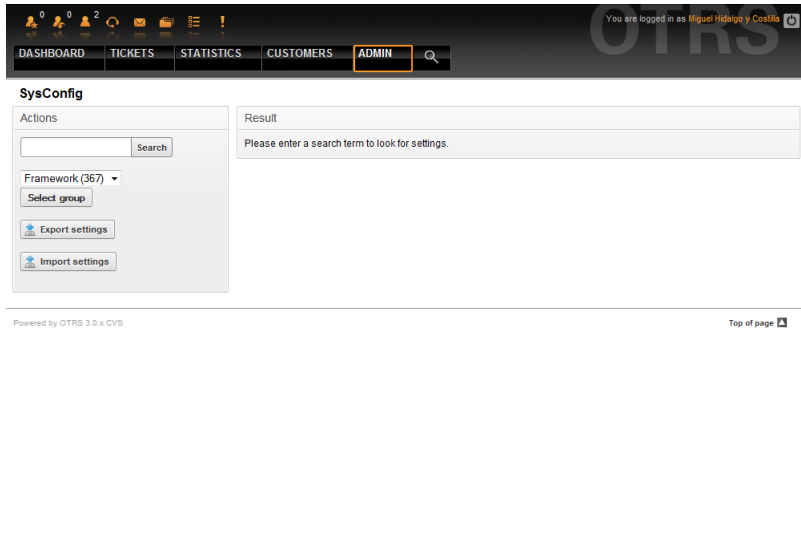 0 0 2
You are logged in as Miguel Hidalgo y Costilla
OTRS
DASHBOARD TICKETS STATISTICS CUSTOMERS ADMIN
SysConfig
Actions
Search
Framework (367)
Select group
Export settings
Import settings
Result
Please enter a search term to look for settings.
Powered by OTRS 3.0.x CVS
Top of page